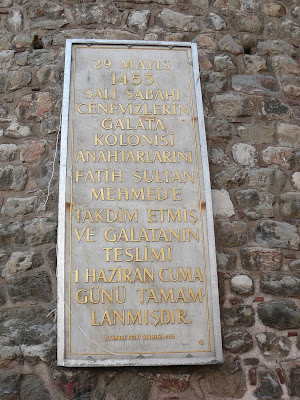 29 MAYIS
1453
SALI SABAHI
CENEVİZLERİN
GALATA
KOLONİSİ
ANAHTARLARINI
FATİH SULTAN
MEHMED'E
TAKDİM ETMİŞ
VE GALATANIN
TESLİMİ
1 HAZİRAN CUMA
GÜNÜ TAMAM
LANMIŞDIR.